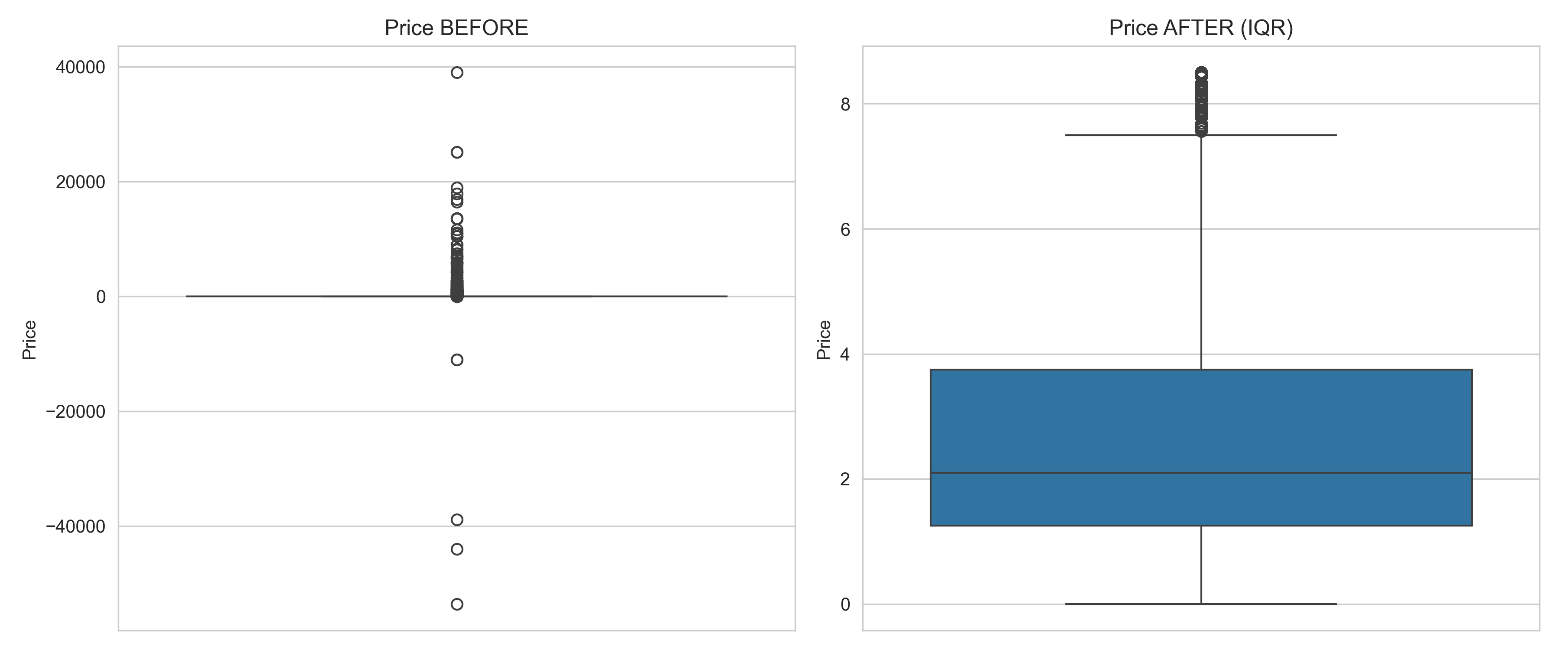 Price BEFORE
Price
40000
20000
0
−20000
−40000
Price AFTER (IQR)
Price
8
6
4
2
0